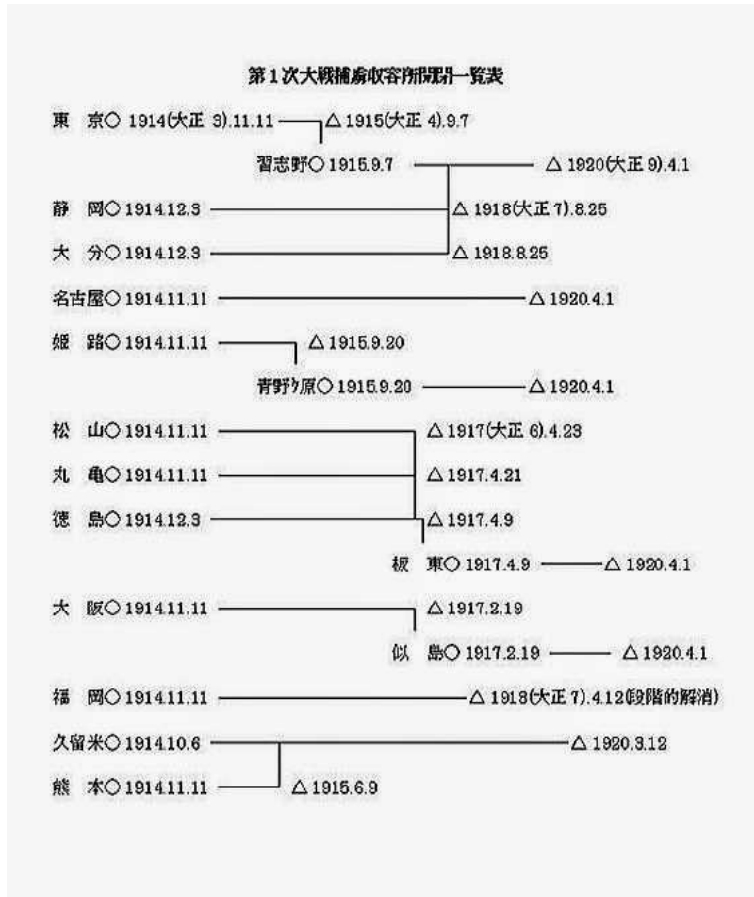 第1次大戦捕虜収容所開閉一覧表
東 京○ 1914(大正 3).11.11 △ 1915(大正 4).9.7
習志野○ 1915.9.7 △ 1920(大正 9).4.1
静 岡○ 1914.12.3 △ 1918(大正 7).8.25
大 分○ 1914.12.3 △ 1918.8.25
名古屋○ 1914.11.11 △ 1920.4.1
姫 路○ 1914.11.11 △ 1915.9.20
青野ケ原○ 1915.9.20 △ 1920.4.1
松 山○ 1914.11.11 △ 1917(大正 6).4.23
丸 亀○ 1914.11.11 △ 1917.4.21
徳 島○ 1914.12.3 △ 1917.4.9
板 東○ 1917.4.9 △ 1920.4.1
大 阪○ 1914.11.11 △ 1917.2.19
似 島○ 1917.2.19 △ 1920.4.1
福 岡○ 1914.11.11 △ 1918(大正 7).4.12(段階的解消)
久留米○ 1914.10.6 △ 1920.3.12
熊 本○ 1914.11.11 △ 1915.6.9